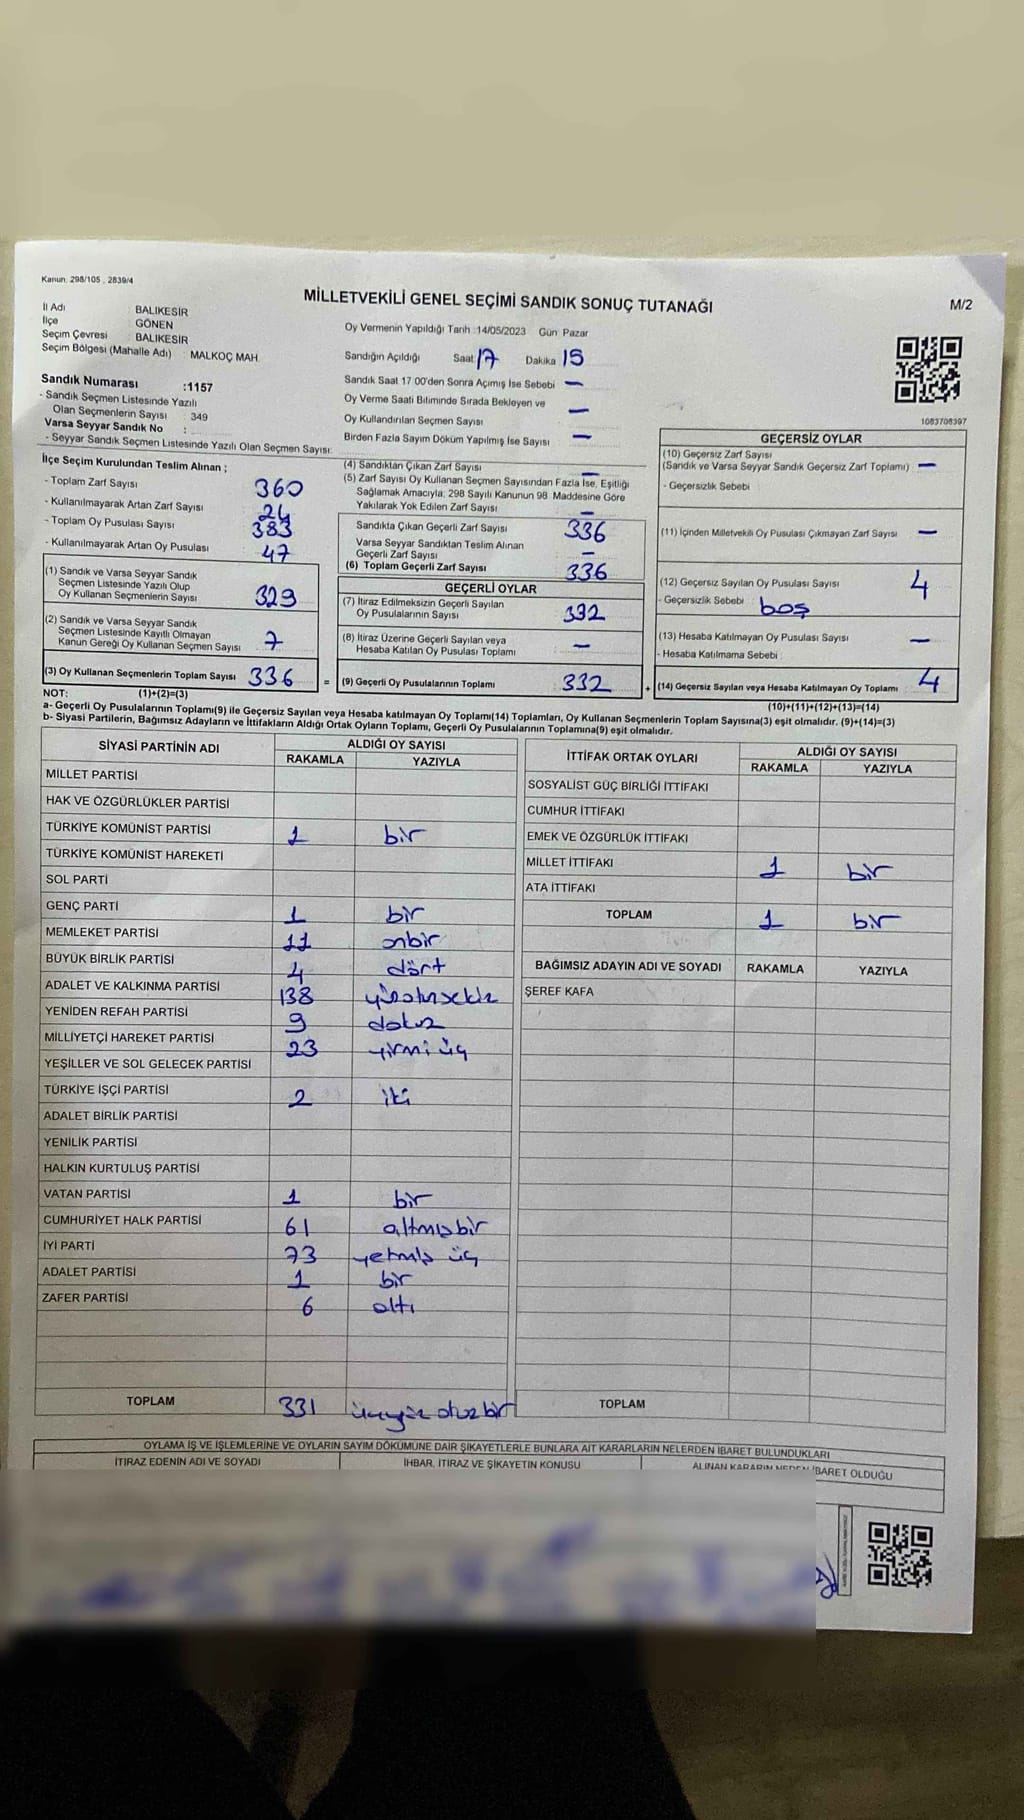 Kanun: 298/105 , 2839/4
MİLLETVEKİLİ GENEL SEÇİMİ SANDIK SONUÇ TUTANAĞI
M/2
İl Adı BALIKESİR
İlçe GÖNEN
Seçim Çevresi BALIKESİR
Seçim Bölgesi (Mahalle Adı) : MALKOÇ MAH.
Sandık Numarası :1157
- Sandık Seçmen Listesinde Yazılı
Olan Seçmenlerin Sayısı : 349
Varsa Seyyar Sandık No :
- Seyyar Sandık Seçmen Listesinde Yazılı Olan Seçmen Sayısı:
Oy Vermenin Yapıldığı Tarih :14/05/2023 Gün: Pazar
Sandığın Açıldığı Saat 17 Dakika 15
Sandık Saat 17:00'den Sonra Açımış İse Sebebi —
Oy Verme Saati Bitiminde Sırada Bekleyen ve
Oy Kullandırılan Seçmen Sayısı —
Birden Fazla Sayım Döküm Yapılmış İse Sayısı —
1083708397
İlçe Seçim Kurulundan Teslim Alınan ;
- Toplam Zarf Sayısı 360
- Kullanılmayarak Artan Zarf Sayısı 24
- Toplam Oy Pusulası Sayısı 383
- Kullanılmayarak Artan Oy Pusulası 47
(1) Sandık ve Varsa Seyyar Sandık
Seçmen Listesinde Yazılı Olup
Oy Kullanan Seçmenlerin Sayısı 329
(2) Sandık ve Varsa Seyyar Sandık
Seçmen Listesinde Kayıtlı Olmayan
Kanun Gereği Oy Kullanan Seçmen Sayısı 7
(3) Oy Kullanan Seçmenlerin Toplam Sayısı 336 =
(4) Sandıktan Çıkan Zarf Sayısı —
(5) Zarf Sayısı Oy Kullanan Seçmen Sayısından Fazla İse, Eşitliği
Sağlamak Amacıyla; 298 Sayılı Kanunun 98. Maddesine Göre
Yakılarak Yok Edilen Zarf Sayısı —
Sandıkta Çıkan Geçerli Zarf Sayısı 336
Varsa Seyyar Sandıktan Teslim Alınan
Geçerli Zarf Sayısı —
(6) Toplam Geçerli Zarf Sayısı 336
GEÇERLİ OYLAR
(7) İtiraz Edilmeksizin Geçerli Sayılan
Oy Pusulalarının Sayısı 332
(8) İtiraz Üzerine Geçerli Sayılan veya
Hesaba Katılan Oy Pusulası Toplamı —
(9) Geçerli Oy Pusulalarının Toplamı 332 +
GEÇERSİZ OYLAR
(10) Geçersiz Zarf Sayısı
(Sandık ve Varsa Seyyar Sandık Geçersiz Zarf Toplamı) —
- Geçersizlik Sebebi :
(11) İçinden Milletvekili Oy Pusulası Çıkmayan Zarf Sayısı —
(12) Geçersiz Sayılan Oy Pusulası Sayısı 4
- Geçersizlik Sebebi : boş
(13) Hesaba Katılmayan Oy Pusulası Sayısı —
- Hesaba Katılmama Sebebi :
(14) Geçersiz Sayılan veya Hesaba Katılmayan Oy Toplamı 4
NOT: (1)+(2)=(3)
(10)+(11)+(12)+(13)=(14)
a- Geçerli Oy Pusulalarının Toplamı(9) ile Geçersiz Sayılan veya Hesaba katılmayan Oy Toplamı(14) Toplamları, Oy Kullanan Seçmenlerin Toplam Sayısına(3) eşit olmalıdır. (9)+(14)=(3)
b- Siyasi Partilerin, Bağımsız Adayların ve İttifakların Aldığı Ortak Oyların Toplamı, Geçerli Oy Pusulalarının Toplamına(9) eşit olmalıdır.
SİYASİ PARTİNİN ADI ALDIĞI OY SAYISI
RAKAMLA YAZIYLA
MİLLET PARTİSİ
HAK VE ÖZGÜRLÜKLER PARTİSİ
TÜRKİYE KOMÜNİST PARTİSİ 1 bir
TÜRKİYE KOMÜNİST HAREKETİ
SOL PARTİ
GENÇ PARTİ 1 bir
MEMLEKET PARTİSİ 11 onbir
BÜYÜK BİRLİK PARTİSİ 4 dört
ADALET VE KALKINMA PARTİSİ 138
YENİDEN REFAH PARTİSİ 9 dokuz
MİLLİYETÇİ HAREKET PARTİSİ 23 yirmi üç
YEŞİLLER VE SOL GELECEK PARTİSİ
TÜRKİYE İŞÇİ PARTİSİ 2 iki
ADALET BİRLİK PARTİSİ
YENİLİK PARTİSİ
HALKIN KURTULUŞ PARTİSİ
VATAN PARTİSİ 1 bir
CUMHURİYET HALK PARTİSİ 61 altmışbir
İYİ PARTİ 73 yetmiş üç
ADALET PARTİSİ 1 bir
ZAFER PARTİSİ 6 altı
TOPLAM 331 üçyüz otuz bir
İTTİFAK ORTAK OYLARI ALDIĞI OY SAYISI
RAKAMLA YAZIYLA
SOSYALİST GÜÇ BİRLİĞİ İTTİFAKI
CUMHUR İTTİFAKI
EMEK VE ÖZGÜRLÜK İTTİFAKI
MİLLET İTTİFAKI 1 bir
ATA İTTİFAKI
TOPLAM 1 bir
BAĞIMSIZ ADAYIN ADI VE SOYADI RAKAMLA YAZIYLA
ŞEREF KAFA
TOPLAM
OYLAMA İŞ VE İŞLEMLERİNE VE OYLARIN SAYIM DÖKÜMÜNE DAİR ŞİKAYETLERLE BUNLARA AİT KARARLARIN NELERDEN İBARET BULUNDUKLARI
İTİRAZ EDENİN ADI VE SOYADI İHBAR, İTİRAZ VE ŞİKAYETİN KONUSU ALINAN KARARIN NEDEN İBARET OLDUĞU